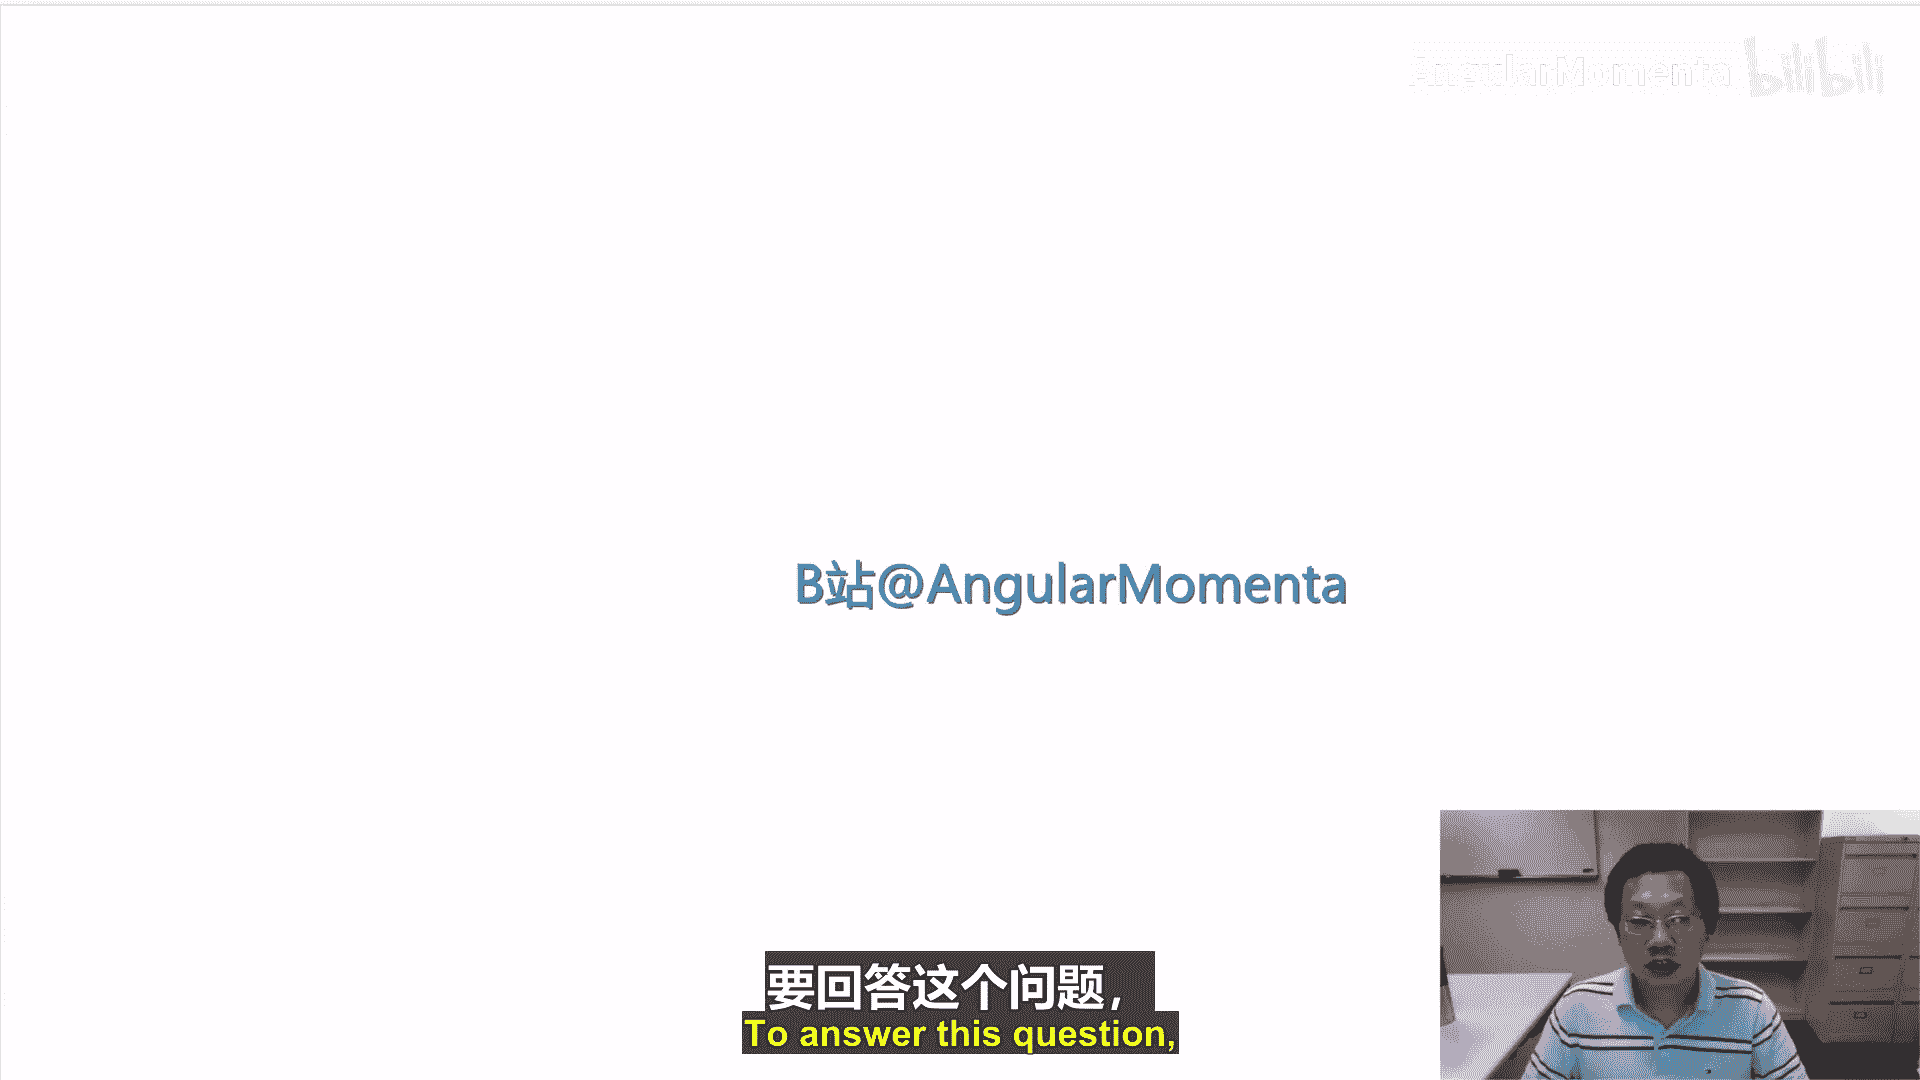 AngularMomenta bilibili
B站@AngularMomenta
要回答这个问题，
To answer this question,